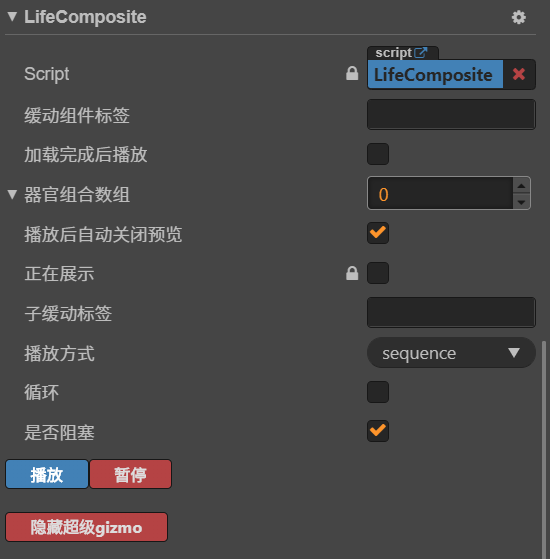 LifeComposite
script
Script LifeComposite
缓动组件标签
加载完成后播放
器官组合数组 0
播放后自动关闭预览
正在展示
子缓动标签
播放方式 sequence
循环
是否阻塞
播放 暂停
隐藏超级gizmo